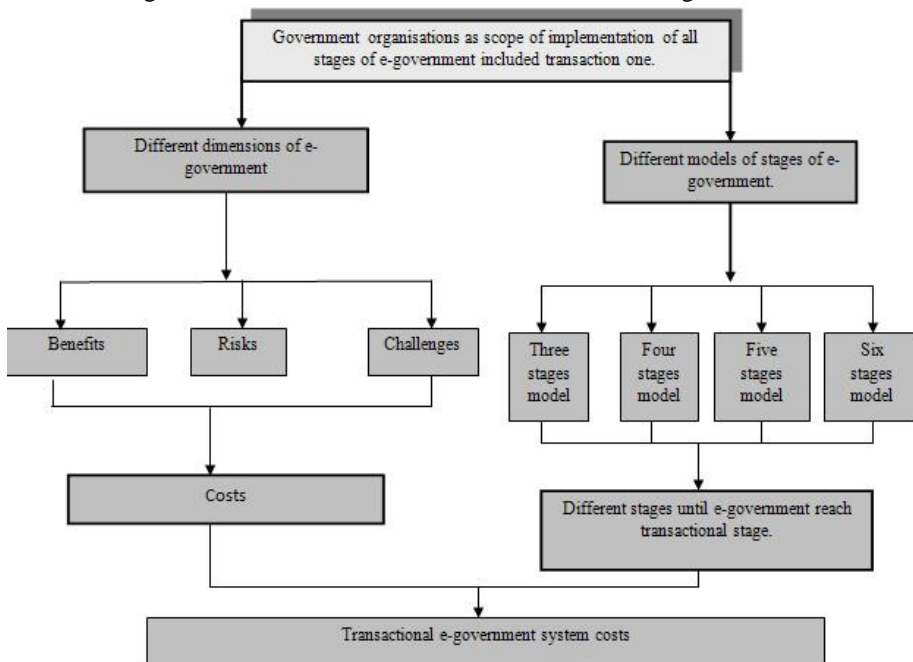 Government organisations as scope of implementation of all
stages of e-government included transaction one.
Different dimensions of e-
government
Different models of stages of e-
government.
Benefits
Risks
Challenges
Three
stages
model
Four
stages
model
Five
stages
model
Six
stages
model
Costs
Different stages until e-government reach
transactional stage.
Transactional e-government system costs